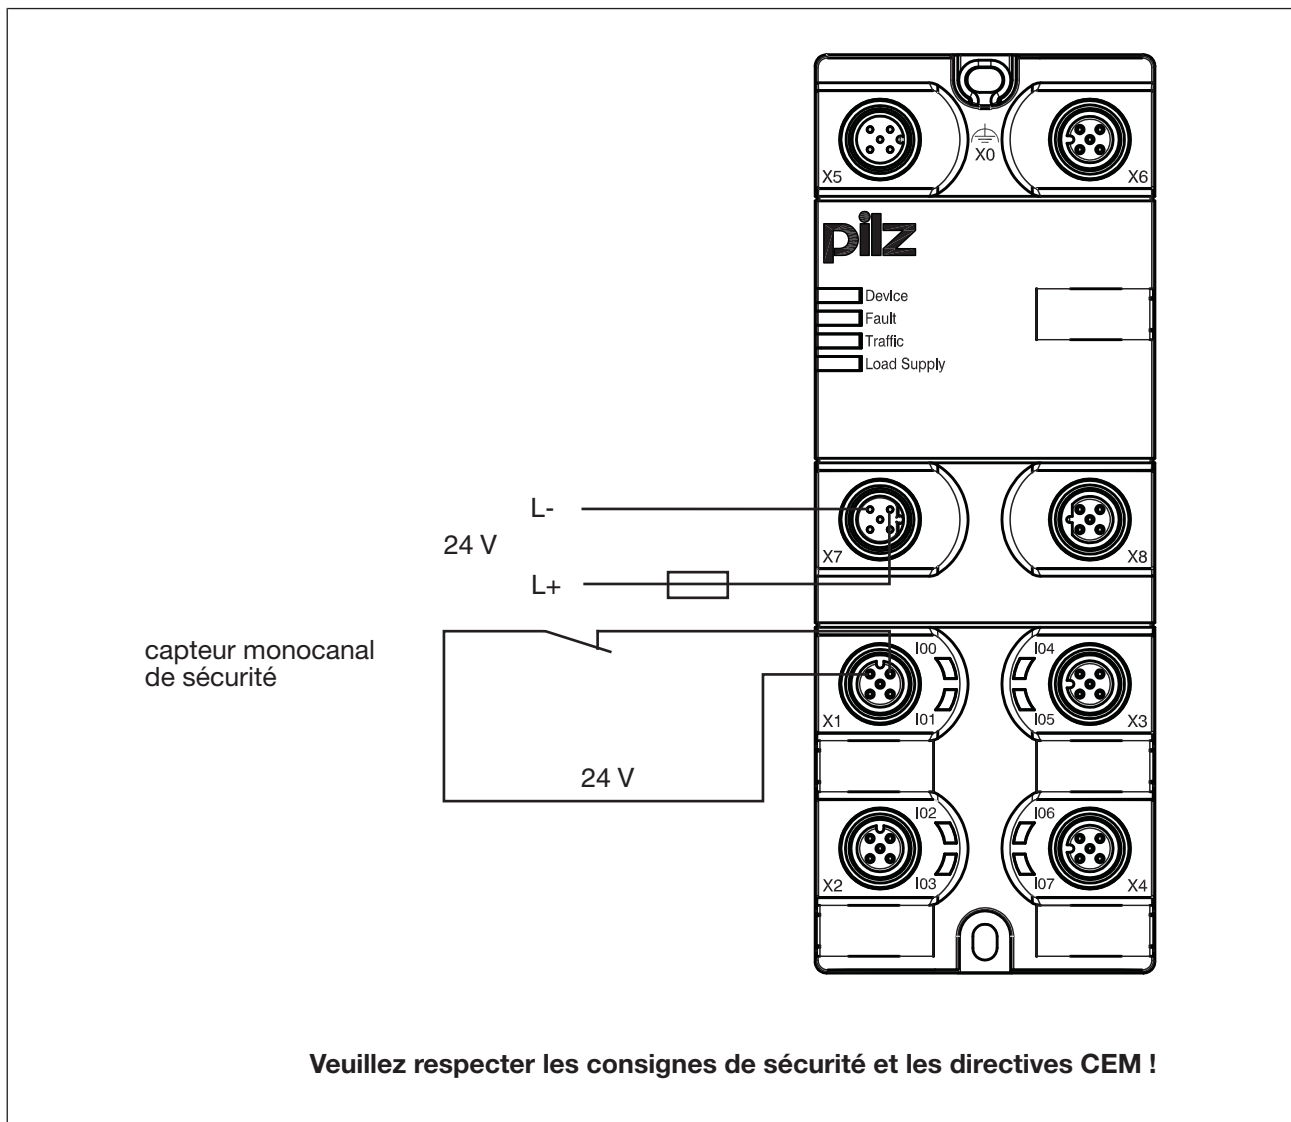 X5
X0
X6
pilz
Device
Fault
Traffic
Load Supply
L-
24 V
L+
X7
X8
capteur monocanal
de sécurité
24 V
I00
I04
X1
I01
I05
X3
I02
I06
X2
I03
I07
X4
Veuillez respecter les consignes de sécurité et les directives CEM !